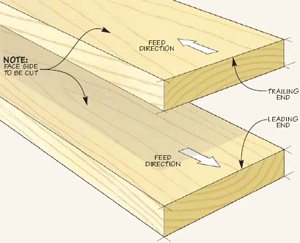 FEED
DIRECTION
NOTE:
FACE SIDE
TO BE CUT
TRAILING
END
LEADING
END
FEED
DIRECTION